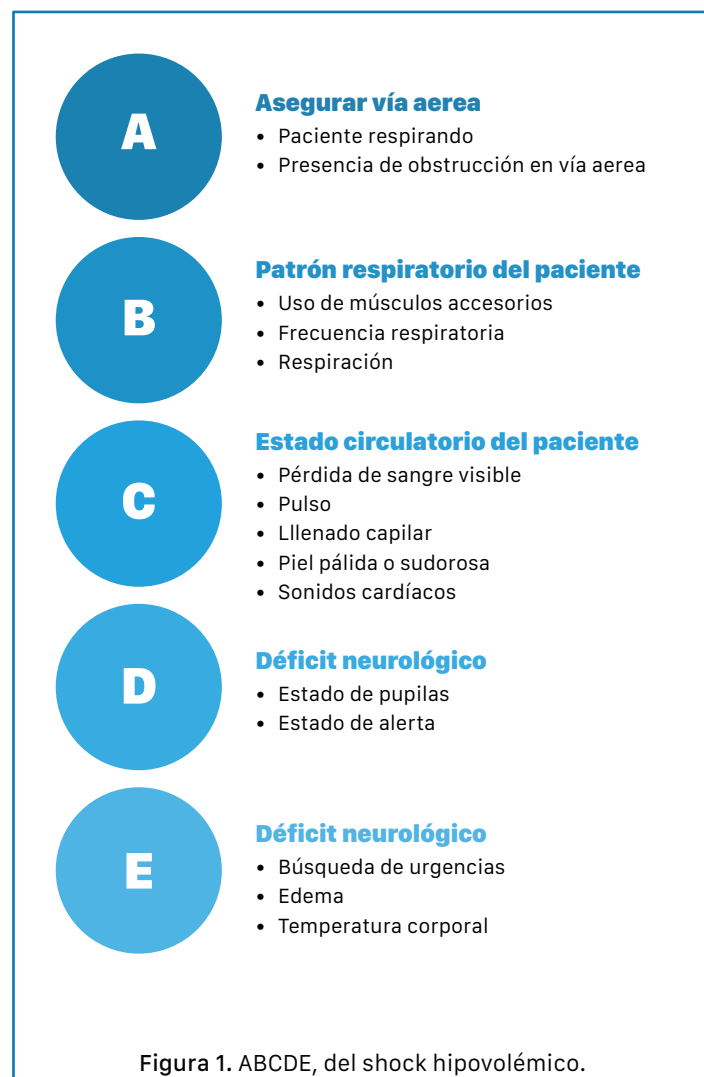 A
Asegurar vía aerea
• Paciente respirando
• Presencia de obstrucción en vía aerea
B
Patrón respiratorio del paciente
• Uso de músculos accesorios
• Frecuencia respiratoria
• Respiración
C
Estado circulatorio del paciente
• Pérdida de sangre visible
• Pulso
• Lllenado capilar
• Piel pálida o sudorosa
• Sonidos cardíacos
D
Déficit neurológico
• Estado de pupilas
• Estado de alerta
E
Déficit neurológico
• Búsqueda de urgencias
• Edema
• Temperatura corporal
Figura 1. ABCDE, del shock hipovolémico.